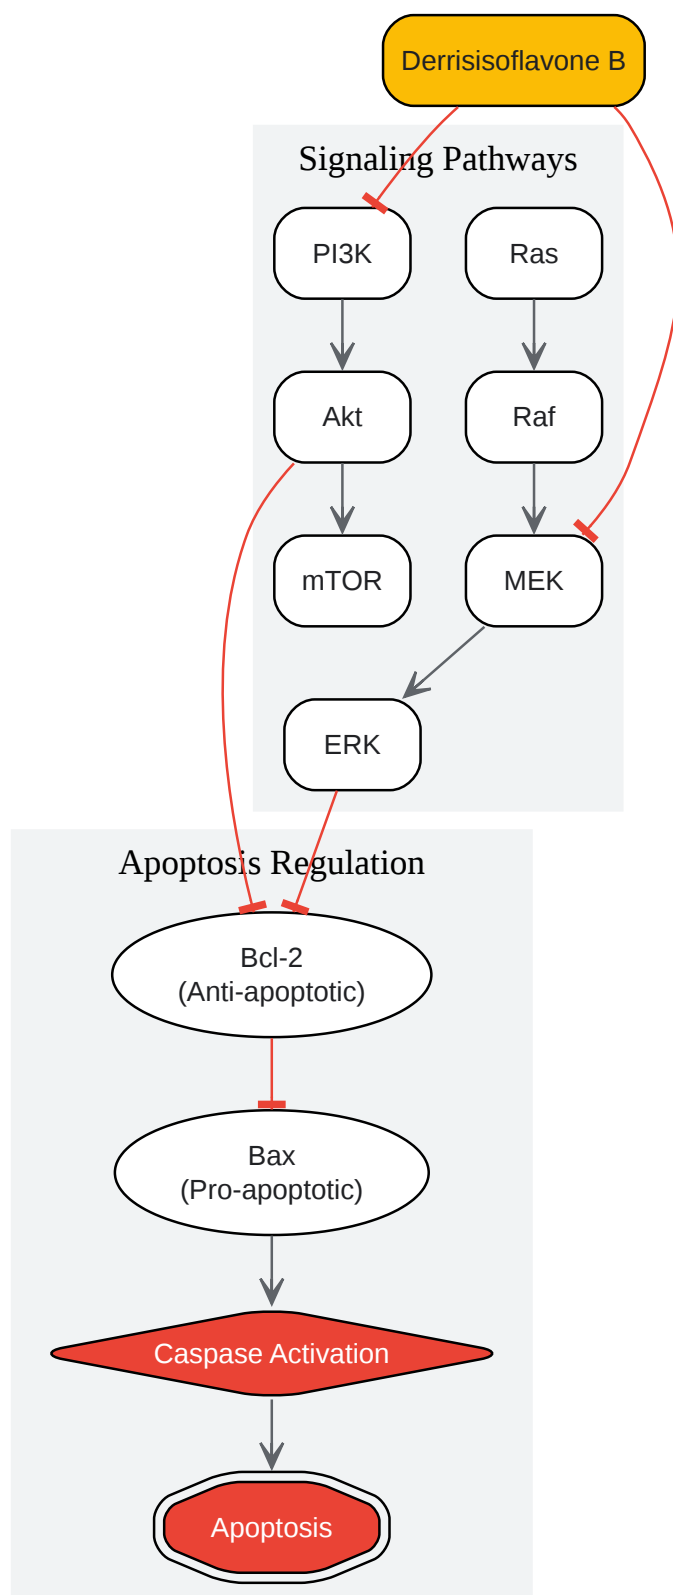 Derrisisoflavone B
Signaling Pathways
PI3K
Ras
Akt
Raf
mTOR
MEK
ERK
Apoptosis Regulation
Bcl-2
(Anti-apoptotic)
Bax
(Pro-apoptotic)
Caspase Activation
Apoptosis